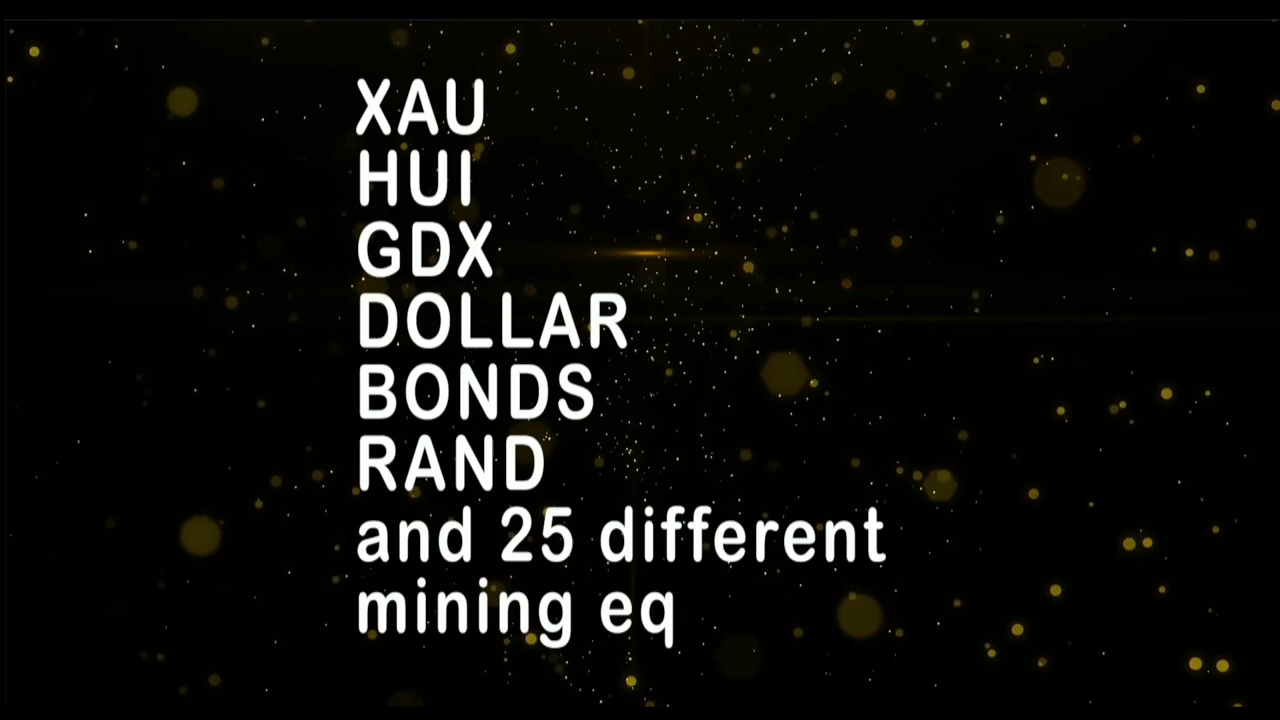 XAU
HUI
GDX
DOLLAR
BONDS
RAND
and 25 different
mining eq